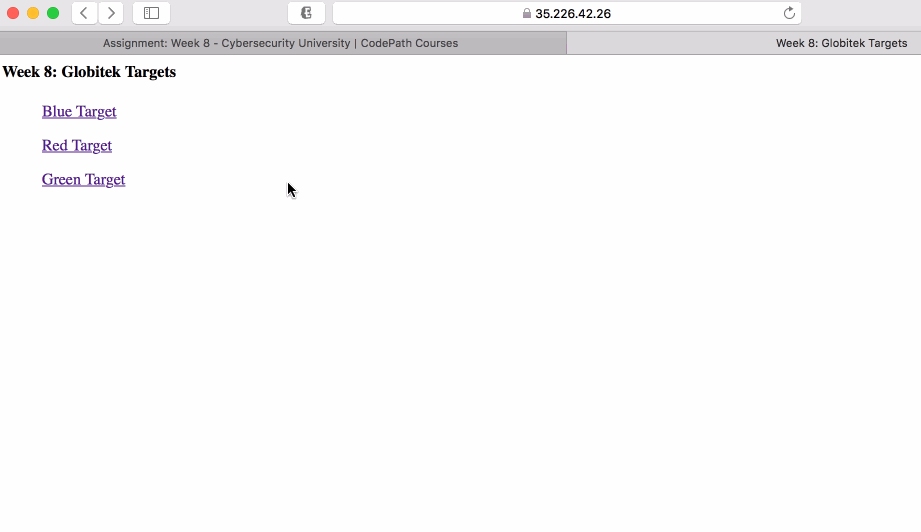 35.226.42.26
Assignment: Week 8 - Cybersecurity University | CodePath Courses
Week 8: Globitek Targets
Week 8: Globitek Targets
Blue Target
Red Target
Green Target